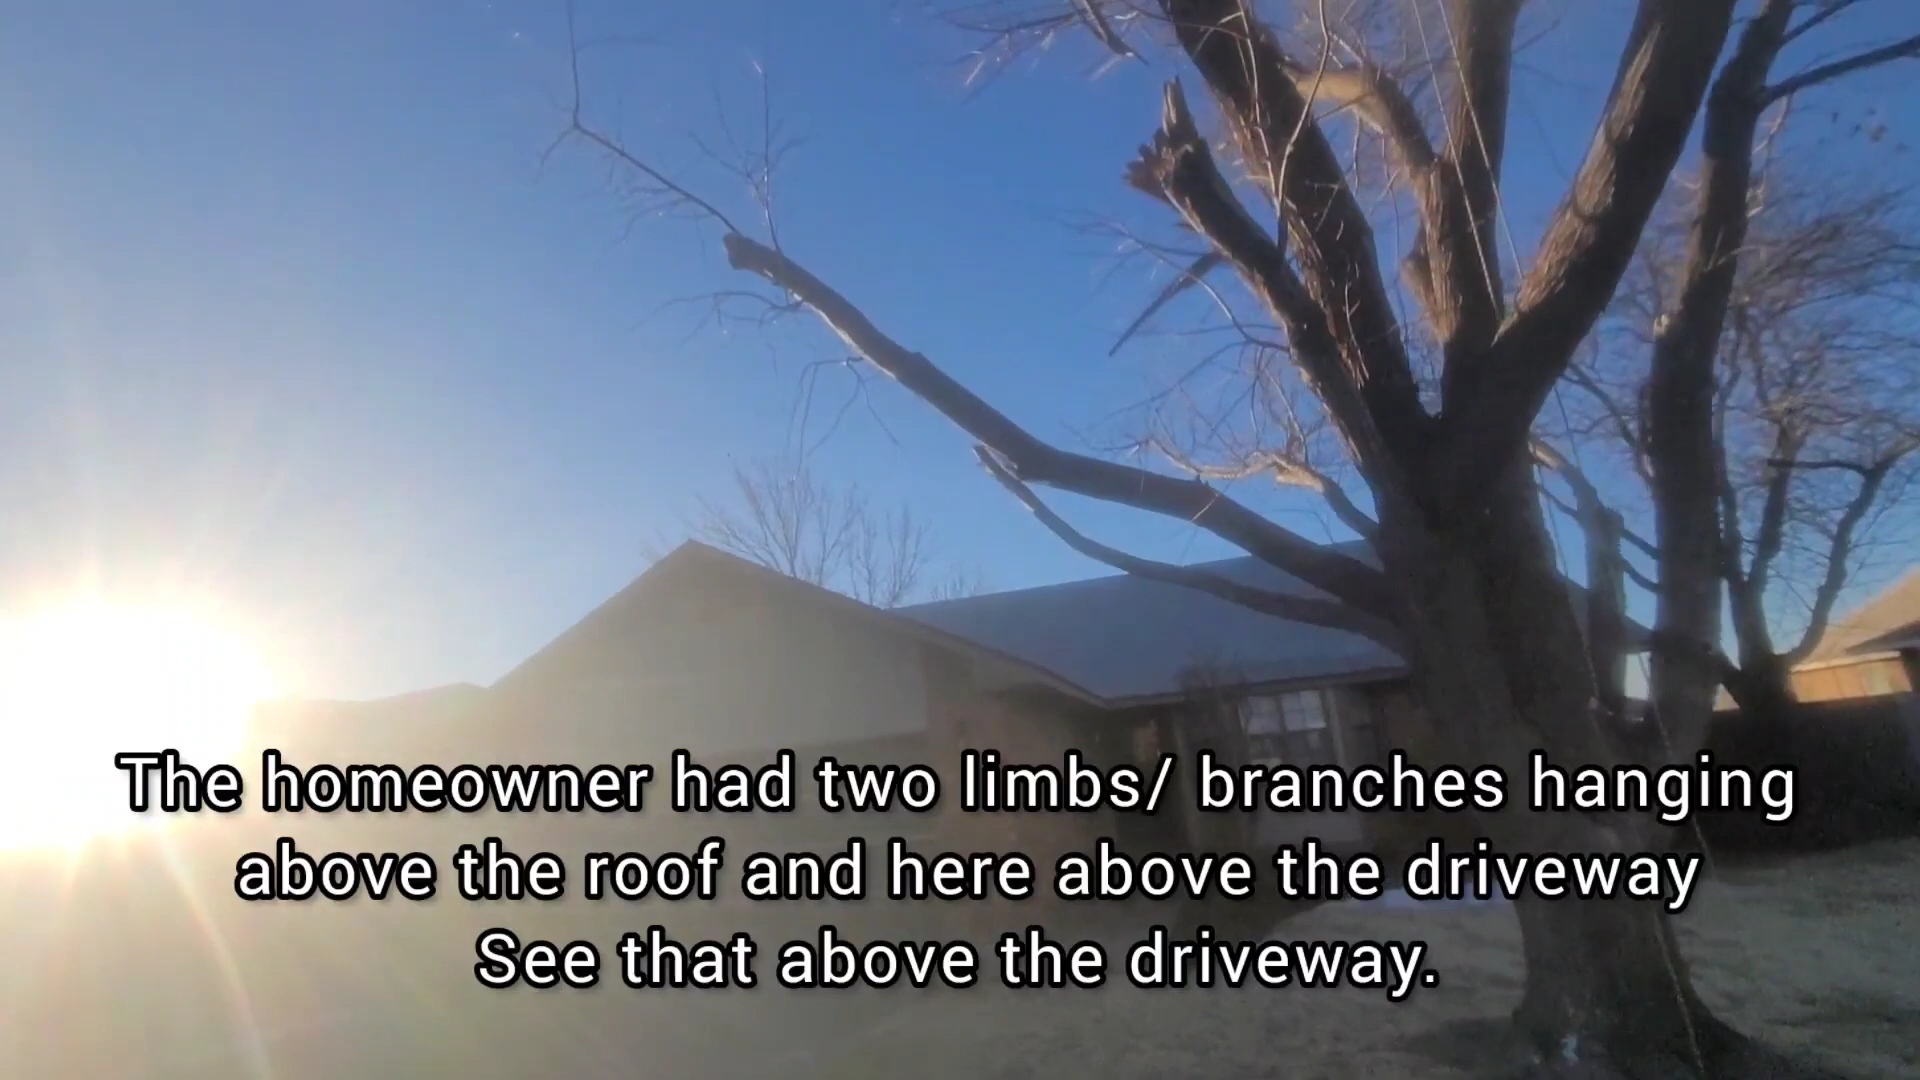 The homeowner had two limbs/ branches hanging
above the roof and here above the driveway
See that above the driveway.